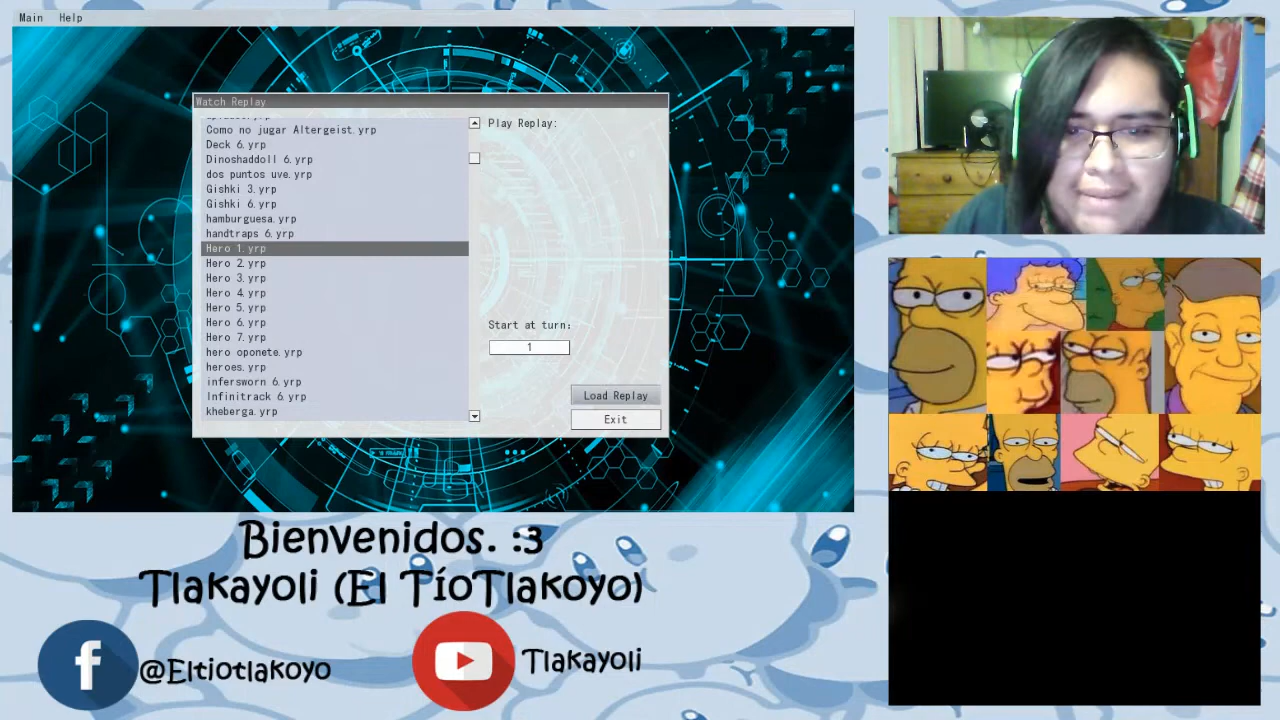 Main Help
Watch Replay
Como no jugar Altergeist.yrp
Deck 6.yrp
Dinoshaddoll 6.yrp
dos puntos uve.yrp
Gishki 3.yrp
Gishki 6.yrp
hamburguesa.yrp
handtraps 6.yrp
Hero 1.yrp
Hero 2.yrp
Hero 3.yrp
Hero 4.yrp
Hero 5.yrp
Hero 6.yrp
Hero 7.yrp
hero oponete.yrp
heroes.yrp
infersworn 6.yrp
Infinitrack 6.yrp
kheberga.yrp
Play Replay:
Start at turn:
1
Load Replay
Exit
Bienvenidos. :3
Tlakayoli (El TíoTlakoyo)
@Eltiotlakoyo
Tlakayoli